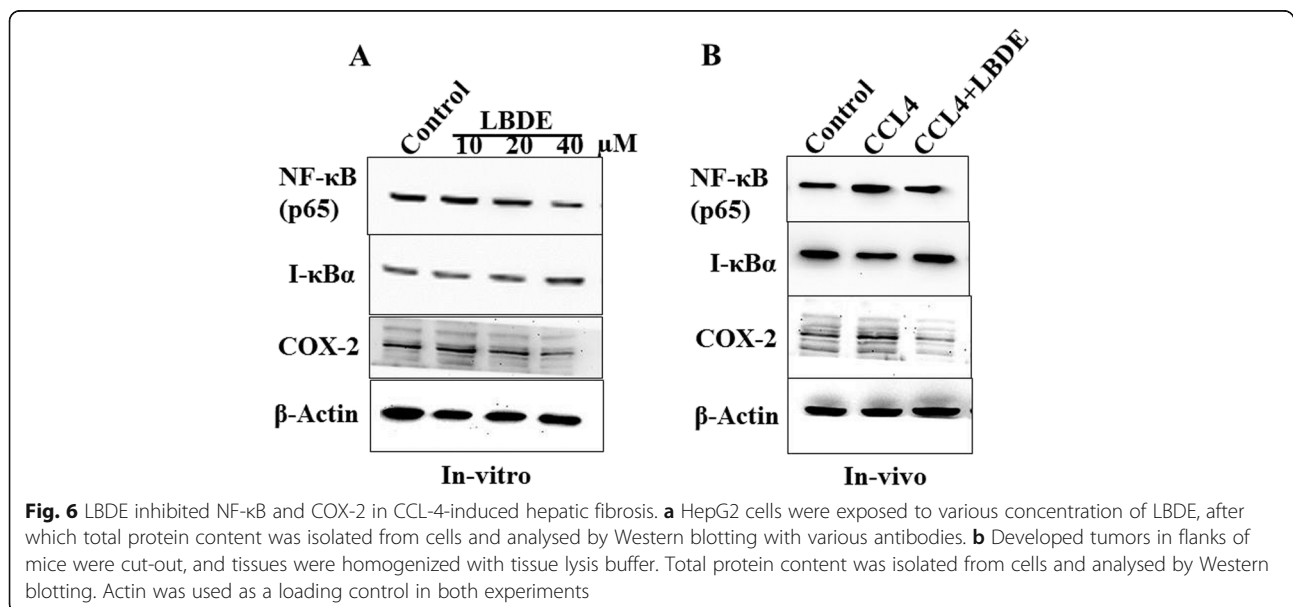 A
B
Control
LBDE
10 20 40 μM
Control
CCL4
CCL4+LBDE
NF-κB
(p65)
I-κBα
COX-2
β-Actin
In-vitro
NF-κB
(p65)
I-κBα
COX-2
β-Actin
In-vivo
Fig. 6 LBDE inhibited NF-κB and COX-2 in CCL-4-induced hepatic fibrosis. a HepG2 cells were exposed to various concentration of LBDE, after
which total protein content was isolated from cells and analysed by Western blotting with various antibodies. b Developed tumors in flanks of
mice were cut-out, and tissues were homogenized with tissue lysis buffer. Total protein content was isolated from cells and analysed by Western
blotting. Actin was used as a loading control in both experiments